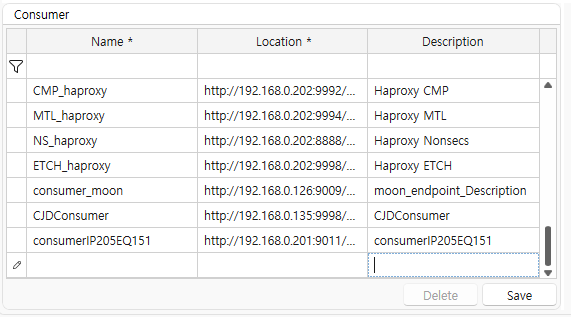 Consumer
Name * Location * Description
CMP_haproxy http://192.168.0.202:9992/... Haproxy CMP
MTL_haproxy http://192.168.0.202:9994/... Haproxy MTL
NS_haproxy http://192.168.0.202:8888/... Haproxy Nonsecs
ETCH_haproxy http://192.168.0.202:9998/... Haproxy ETCH
consumer_moon http://192.168.0.126:9009/... moon_endpoint_Description
CJDConsumer http://192.168.0.135:9998/... CJDConsumer
consumerIP205EQ151 http://192.168.0.201:9011/... consumerIP205EQ151
Delete Save